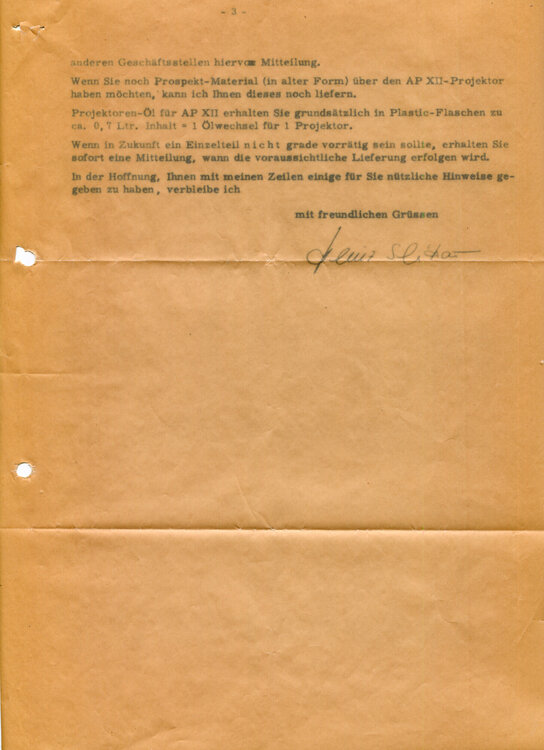 - 3 -
anderen Geschäftsstellen hiervom Mitteilung.
Wenn Sie noch Prospekt-Material (in alter Form) über den AP XII-Projektor
haben möchten, kann ich Ihnen dieses noch liefern.
Projektoren-Öl für AP XII erhalten Sie grundsätzlich in Plastic-Flaschen zu
ca. 0,7 Ltr. inhalt = 1 Ölwechsel für 1 Projektor.
Wenn in Zukunft ein Einzelteil n i c h t grade vorrätig sein sollte, erhalten Sie
sofort eine Mitteilung, wann die voraussichtliche Lieferung erfolgen wird.
In der Hoffnung, Ihnen mit meinen Zeilen einige für Sie nützliche Hinweise ge-
geben zu haben, verbleibe ich
mit freundlichen Grüssen